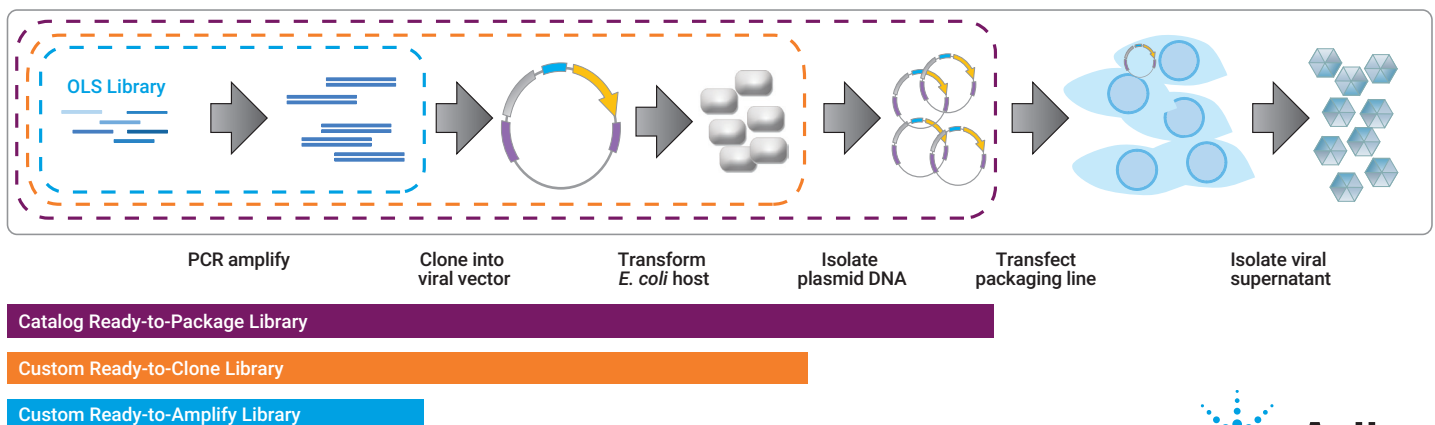 OLS Library
PCR amplify
Clone into
viral vector
Transform
E. coli host
Isolate
plasmid DNA
Transfect
packaging line
Isolate viral
supernatant
Catalog Ready-to-Package Library
Custom Ready-to-Clone Library
Custom Ready-to-Amplify Library